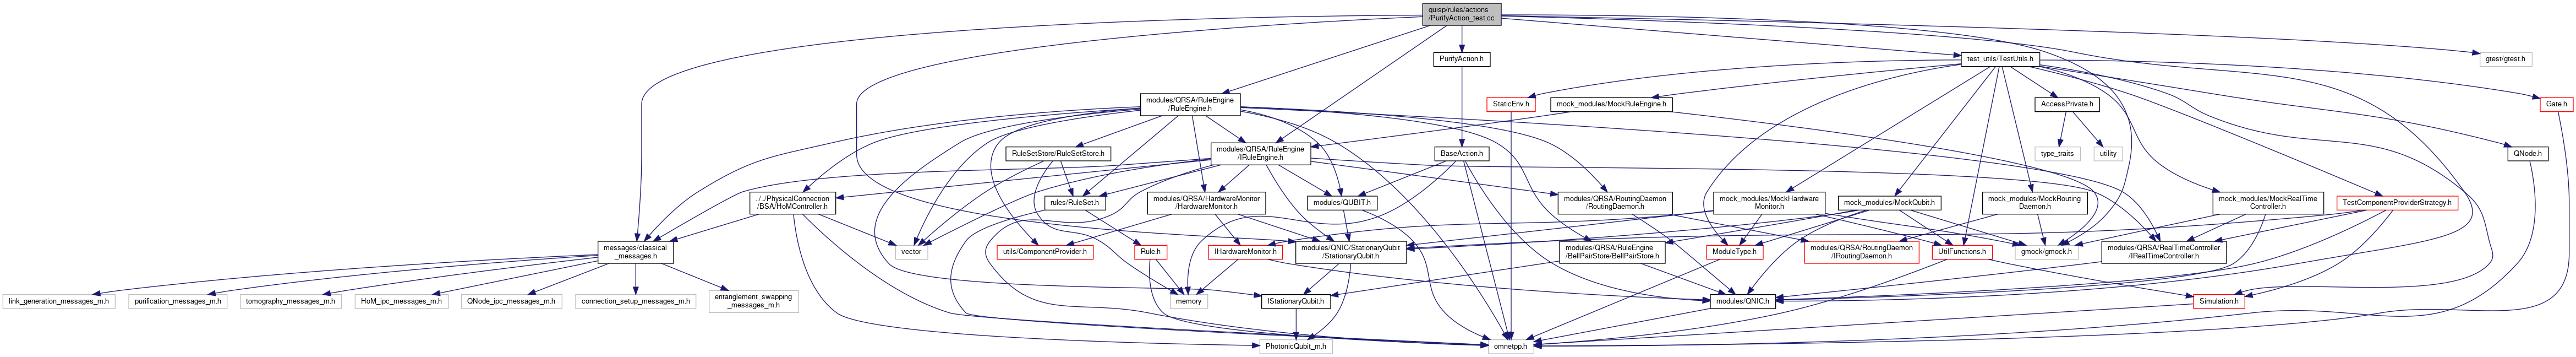 quisp/rules/actions
/PurifyAction_test.cc
PurifyAction.h
test_utils/TestUtils.h
gtest/gtest.h
modules/QRSA/RuleEngine
/RuleEngine.h
StaticEnv.h
mock_modules/MockRuleEngine.h
AccessPrivate.h
Gate.h
RuleSetStore/RuleSetStore.h
modules/QRSA/RuleEngine
/IRuleEngine.h
BaseAction.h
type_traits
utility
QNode.h
../../PhysicalConnection
/BSA/HoMController.h
rules/RuleSet.h
modules/QRSA/HardwareMonitor
/HardwareMonitor.h
modules/QUBIT.h
modules/QRSA/RoutingDaemon
/RoutingDaemon.h
mock_modules/MockHardware
Monitor.h
mock_modules/MockQubit.h
mock_modules/MockRouting
Daemon.h
mock_modules/MockRealTime
Controller.h
TestComponentProviderStrategy.h
messages/classical
_messages.h
vector
utils/ComponentProvider.h
Rule.h
IHardwareMonitor.h
modules/QNIC/StationaryQubit
/StationaryQubit.h
modules/QRSA/RuleEngine
/BellPairStore/BellPairStore.h
ModuleType.h
modules/QRSA/RoutingDaemon
/IRoutingDaemon.h
UtilFunctions.h
gmock/gmock.h
modules/QRSA/RealTimeController
/IRealTimeController.h
link_generation_messages_m.h
purification_messages_m.h
tomography_messages_m.h
HoM_ipc_messages_m.h
QNode_ipc_messages_m.h
connection_setup_messages_m.h
entanglement_swapping
_messages_m.h
memory
IStationaryQubit.h
modules/QNIC.h
Simulation.h
PhotonicQubit_m.h
omnetpp.h